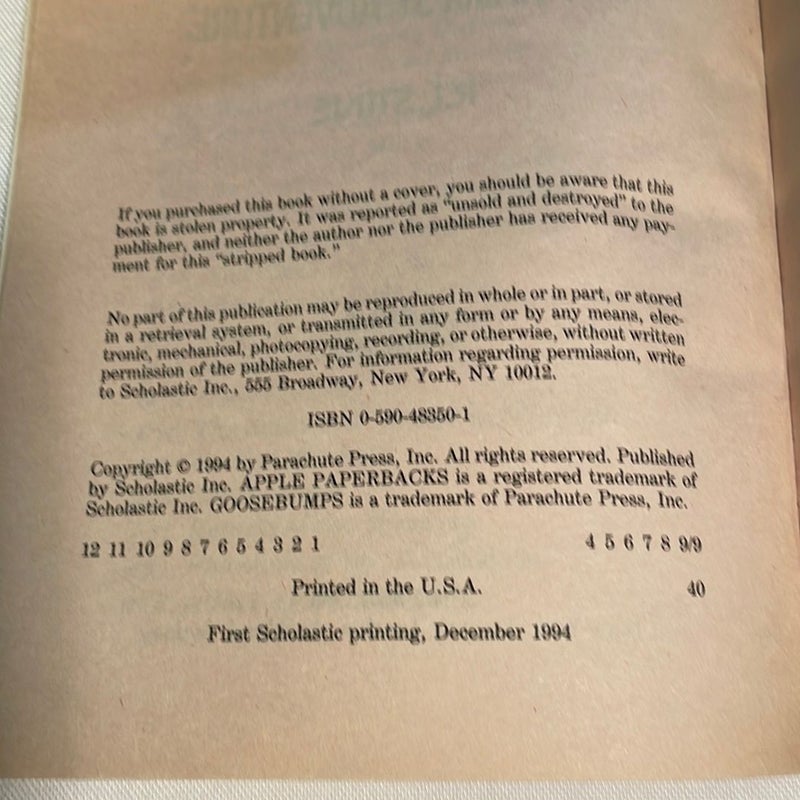 If you purchased this book without a cover, you should be aware that this
book is stolen property. It was reported as "unsold and destroyed" to the
publisher, and neither the author nor the publisher has received any pay-
ment for this "stripped book."
No part of this publication may be reproduced in whole or in part, or stored
in a retrieval system, or transmitted in any form or by any means, elec-
tronic, mechanical, photocopying, recording, or otherwise, without written
permission of the publisher. For information regarding permission, write
to Scholastic Inc., 555 Broadway, New York, NY 10012.
ISBN 0-590-48350-1
Copyright © 1994 by Parachute Press, Inc. All rights reserved. Published
by Scholastic Inc. APPLE PAPERBACKS is a registered trademark of
Scholastic Inc. GOOSEBUMPS is a trademark of Parachute Press, Inc.
12 11 10 9 8 7 6 5 4 3 2 1 4 5 6 7 8 9/9
Printed in the U.S.A. 40
First Scholastic printing, December 1994